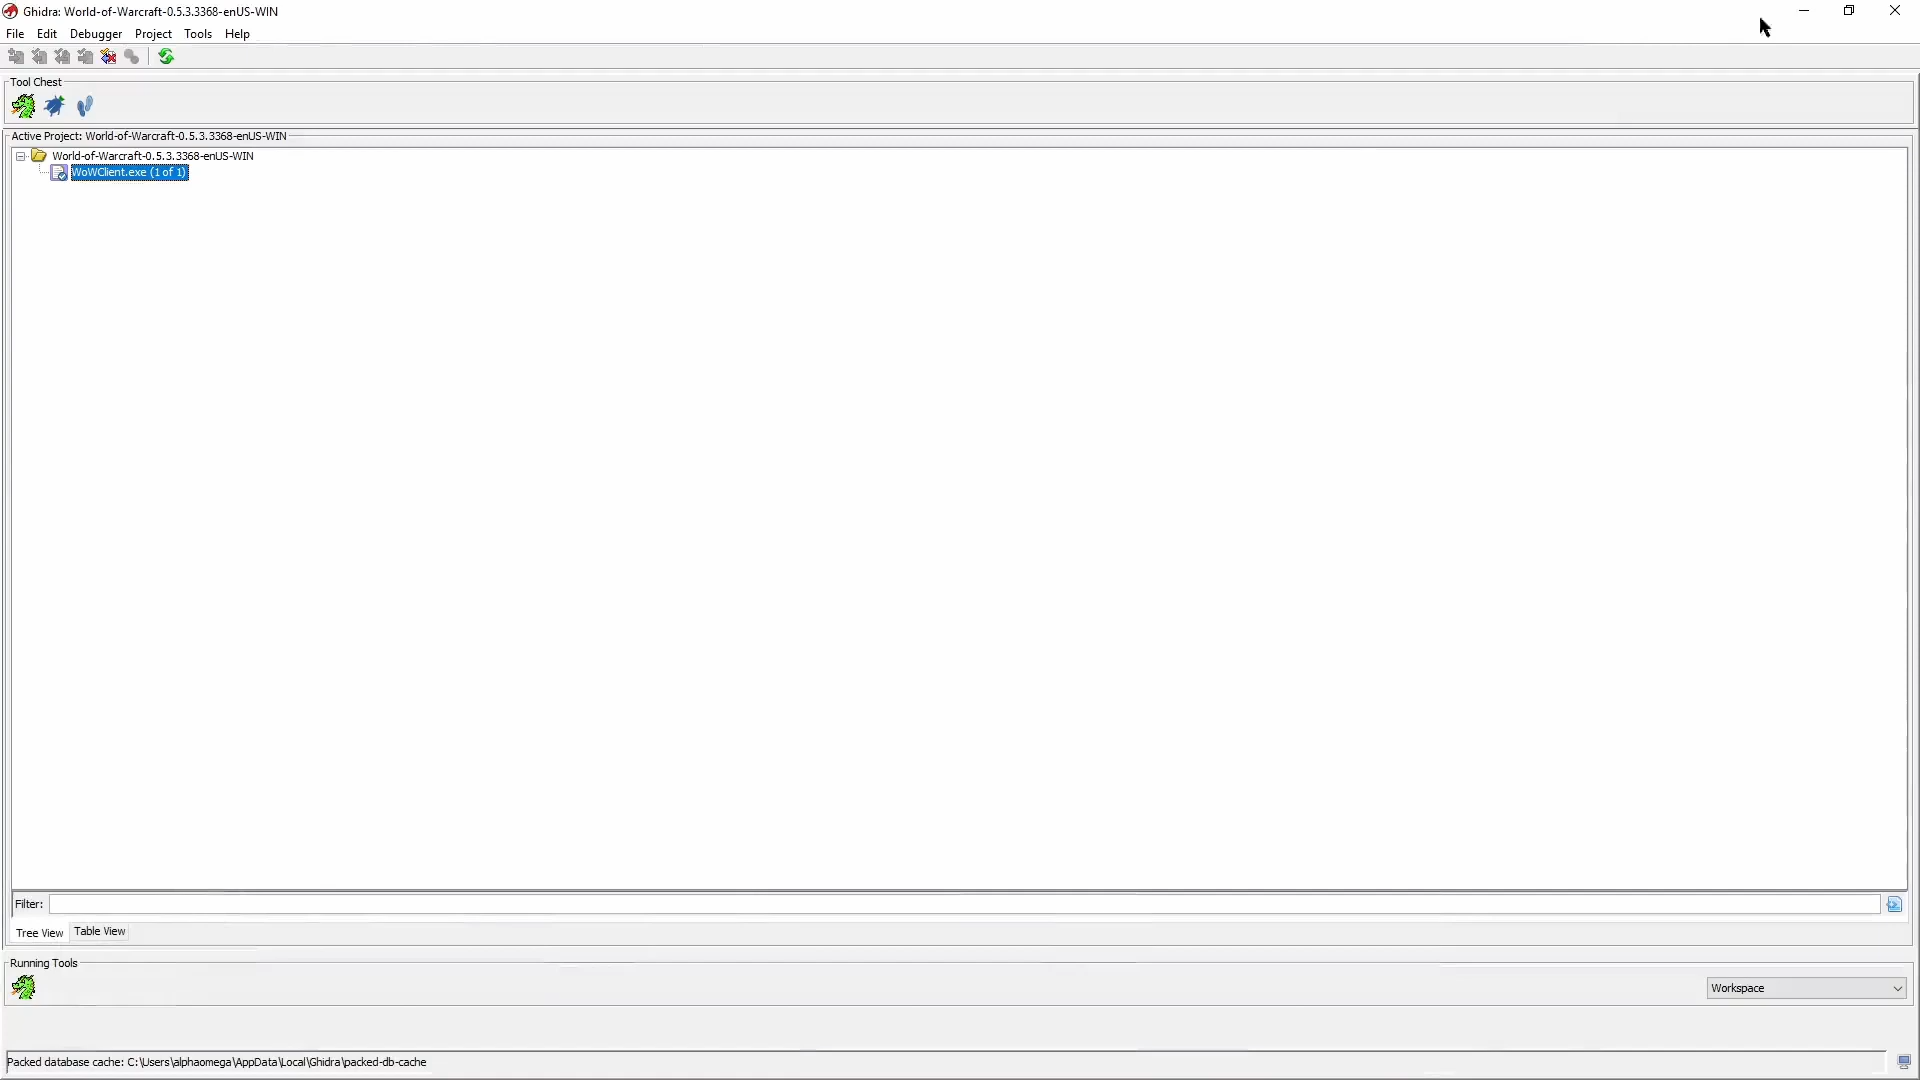 Ghidra: World-of-Warcraft-0.5.3.3368-enUS-WIN
File Edit Debugger Project Tools Help
Tool Chest
Active Project: World-of-Warcraft-0.5.3.3368-enUS-WIN
World-of-Warcraft-0.5.3.3368-enUS-WIN
WoWClient.exe (1 of 1)
Filter:
Tree View Table View
Running Tools
Workspace
Packed database cache: C:\Users\alphaomega\AppData\Local\Ghidra\packed-db-cache